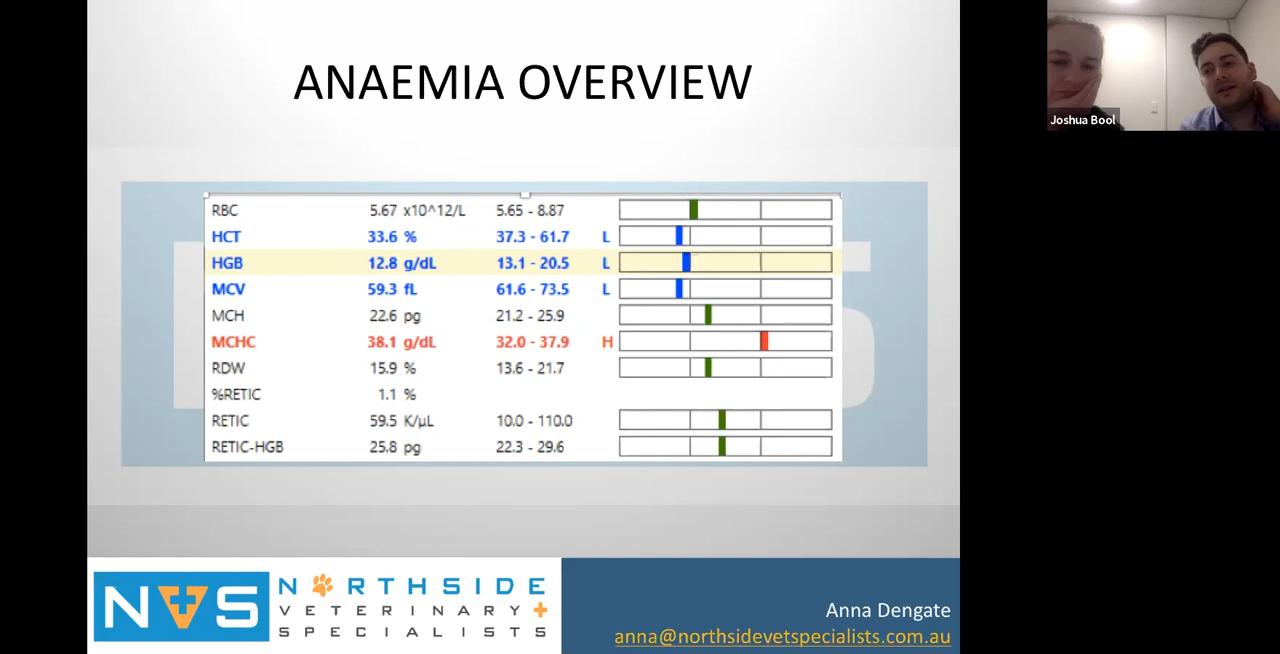 ANAEMIA OVERVIEW
RBC 5.67 x10^12/L 5.65 - 8.87
HCT 33.6 % 37.3 - 61.7 L
HGB 12.8 g/dL 13.1 - 20.5 L
MCV 59.3 fL 61.6 - 73.5 L
MCH 22.6 pg 21.2 - 25.9
MCHC 38.1 g/dL 32.0 - 37.9 H
RDW 15.9 % 13.6 - 21.7
%RETIC 1.1 %
RETIC 59.5 K/µL 10.0 - 110.0
RETIC-HGB 25.8 pg 22.3 - 29.6
NVS
NORTHSIDE
VETERINARY
SPECIALISTS
Anna Dengate
anna@northsidevetspecialists.com.au
Joshua Bool